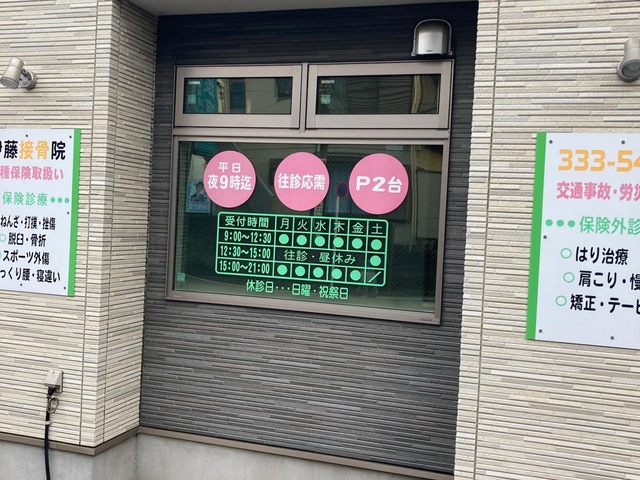 伊藤接骨院
種保険取扱い
保険診療
ねんざ・打撲・挫傷
○脱臼・骨折
スポーツ外傷
っくり腰・寝違い
平日
夜9時迄
往診応需
P2台
受付時間 月 火 水 木 金 土
9:00〜12:30 ● ● ● ● ● ●
12:30〜15:00 往診・昼休み ●
15:00〜21:00 ● ● ● ● ● ／
休診日・・・日曜・祝祭日
333-54
交通事故・労災
●●●保険外診
○はり治療
○肩こり・慢
○矯正・テーピ